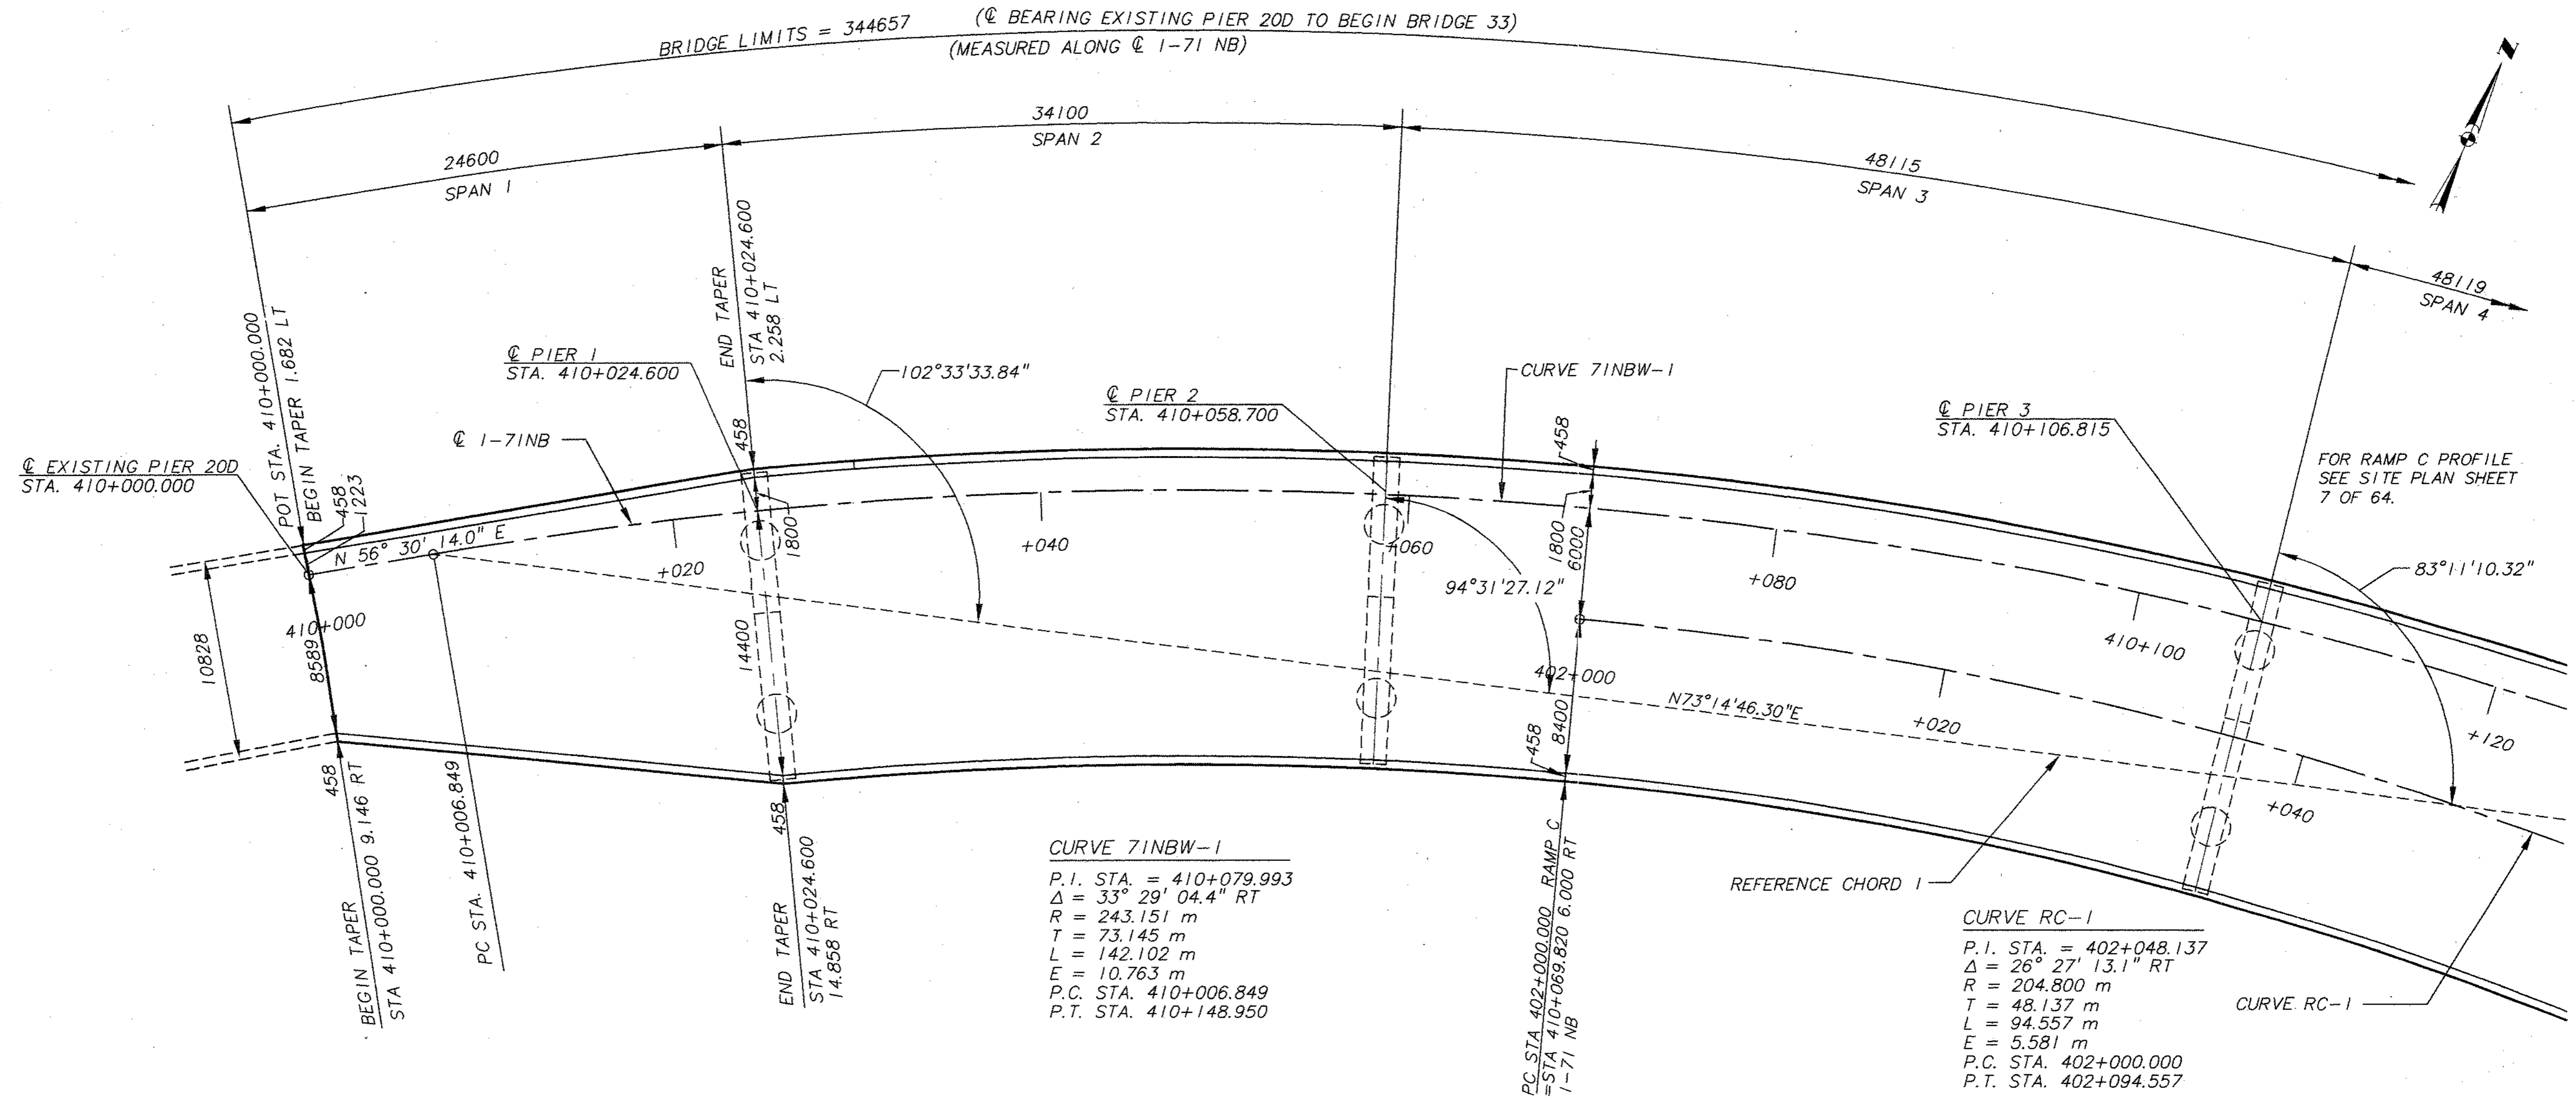 BRIDGE LIMITS = 344657
(℄ BEARING EXISTING PIER 20D TO BEGIN BRIDGE 33)
(MEASURED ALONG ℄ I-71 NB)
N
24600
SPAN 1
34100
SPAN 2
48115
SPAN 3
48119
SPAN 4
POT STA. 410+000.000
BEGIN TAPER 1.682 LT
END TAPER
STA 410+024.600
2.258 LT
℄ PIER 1
STA. 410+024.600
102°33'33.84"
℄ PIER 2
STA. 410+058.700
CURVE 71NBW-1
℄ PIER 3
STA. 410+106.815
℄ I-71NB
℄ EXISTING PIER 20D
STA. 410+000.000
FOR RAMP C PROFILE
SEE SITE PLAN SHEET
7 OF 64.
458
1223
458
1800
458
1800
6000
N 56° 30' 14.0" E
+020
+040
+060
+080
410+100
+120
94°31'27.12"
83°11'10.32"
410+000
10828
8589
14400
402+000
8400
458
N73°14'46.30"E
+020
+040
458
BEGIN TAPER
STA 410+000.000 9.146 RT
PC STA. 410+006.849
458
END TAPER
STA 410+024.600
14.858 RT
CURVE 71NBW-1
P.I. STA. = 410+079.993
Δ = 33° 29' 04.4" RT
R = 243.151 m
T = 73.145 m
L = 142.102 m
E = 10.763 m
P.C. STA. 410+006.849
P.T. STA. 410+148.950
PC STA 402+000.000 RAMP C
=STA 410+069.820 6.000 RT
I-71 NB
REFERENCE CHORD 1
CURVE RC-1
P.I. STA. = 402+048.137
Δ = 26° 27' 13.1" RT
R = 204.800 m
T = 48.137 m
L = 94.557 m
E = 5.581 m
P.C. STA. 402+000.000
P.T. STA. 402+094.557
CURVE RC-1